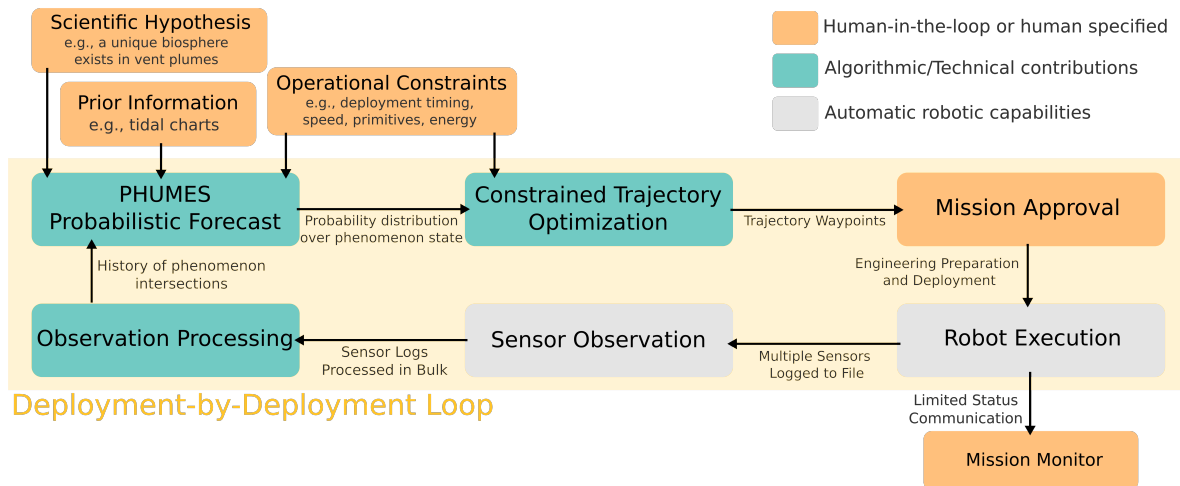 Scientific Hypothesis
e.g., a unique biosphere
exists in vent plumes
Prior Information
e.g., tidal charts
Operational Constraints
e.g., deployment timing,
speed, primitives, energy
Human-in-the-loop or human specified
Algorithmic/Technical contributions
Automatic robotic capabilities
PHUMES
Probabilistic Forecast
Probability distribution
over phenomenon state
Constrained Trajectory
Optimization
Trajectory Waypoints
Mission Approval
Engineering Preparation
and Deployment
Robot Execution
Multiple Sensors
Logged to File
Sensor Observation
Sensor Logs
Processed in Bulk
Observation Processing
History of phenomenon
intersections
Deployment-by-Deployment Loop
Limited Status
Communication
Mission Monitor